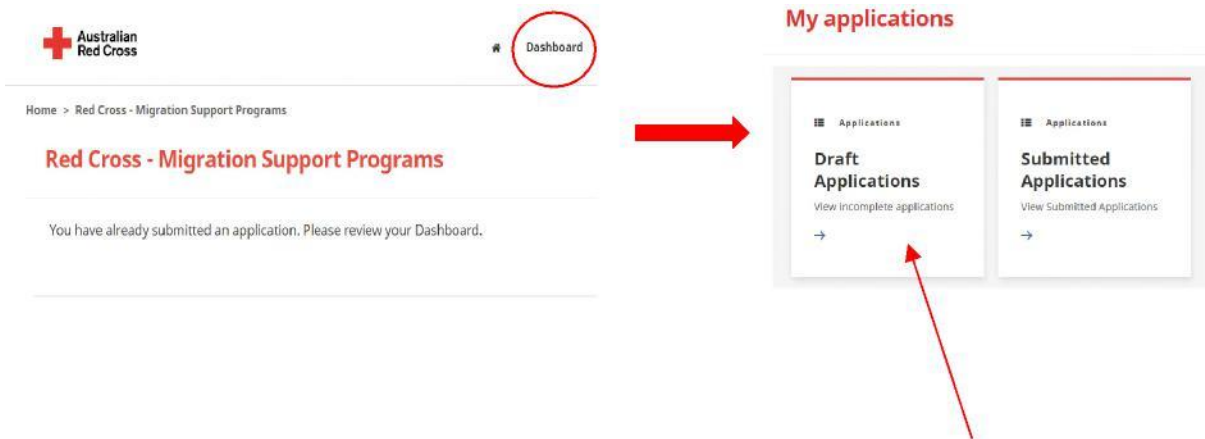 Australian
Red Cross
Dashboard
Home > Red Cross - Migration Support Programs
Red Cross - Migration Support Programs
You have already submitted an application. Please review your Dashboard.
My applications
Applications
Draft
Applications
View incomplete applications
Applications
Submitted
Applications
View Submitted Applications